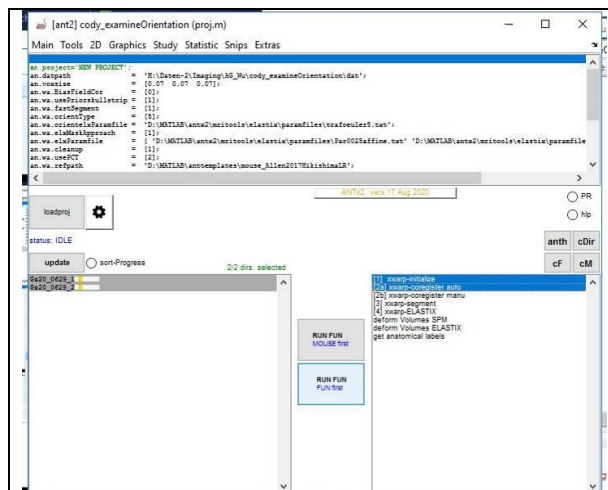 [ant2] cody_examineOrientation (proj.m)
Main Tools 2D Graphics Study Statistic Snips Extras
an.project='NEW PROJECT';
an.datpath = 'H:\Daten-2\Imaging\AG_Wu\cody_examineOrientation\dat';
an.voxsize = [0.07 0.07 0.07];
an.wa.BiasFieldCor = [0];
an.wa.usePriorskullstrip = [1];
an.wa.fastSegment = [1];
an.wa.orientType = [5];
an.wa.orientelxParamfile = 'D:\MATLAB\antx2\mritools\elastix\paramfiles\trafoeuler5.txt';
an.wa.elxMaskApproach = [1];
an.wa.elxParamfile = { 'D:\MATLAB\antx2\mritools\elastix\paramfiles\Par0025affine.txt' 'D:\MATLAB\antx2\mritools\elastix\paramfile
an.wa.cleanup = [1];
an.wa.usePCT = [2];
an.wa.refpath = 'D:\MATLAB\anttemplates\mouse_Allen2017HikishimaLR';
ANTx2 vers.17 Aug 2020
PR
loadproj
hlp
status: IDLE
anth cDir
update sort-Progress
2/2 dirs. selected
cF cM
Gs20_0629_1
Gs20_0629_2
[1] xwarp-initialize
[2a] xwarp-coregister auto
[2b] xwarp-coregister manu
[3] xwarp-segment
[4] xwarp-ELASTIX
deform Volumes SPM
deform Volumes ELASTIX
get anatomical labels
RUN FUN
MOUSE first
RUN FUN
FUN first